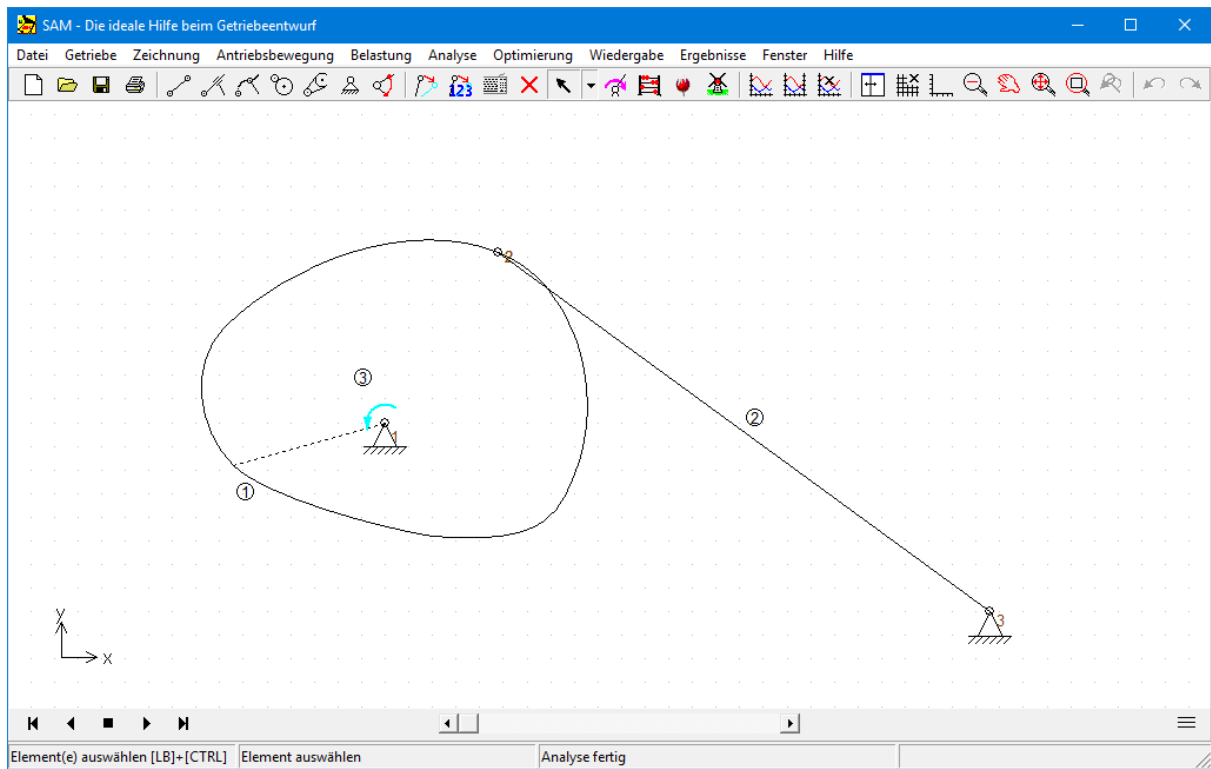 SAM - Die ideale Hilfe beim Getriebeentwurf
Datei Getriebe Zeichnung Antriebsbewegung Belastung Analyse Optimierung Wiedergabe Ergebnisse Fenster Hilfe
123
2
3
1
2
1
3
y
x
Element(e) auswählen [LB]+[CTRL] Element auswählen Analyse fertig